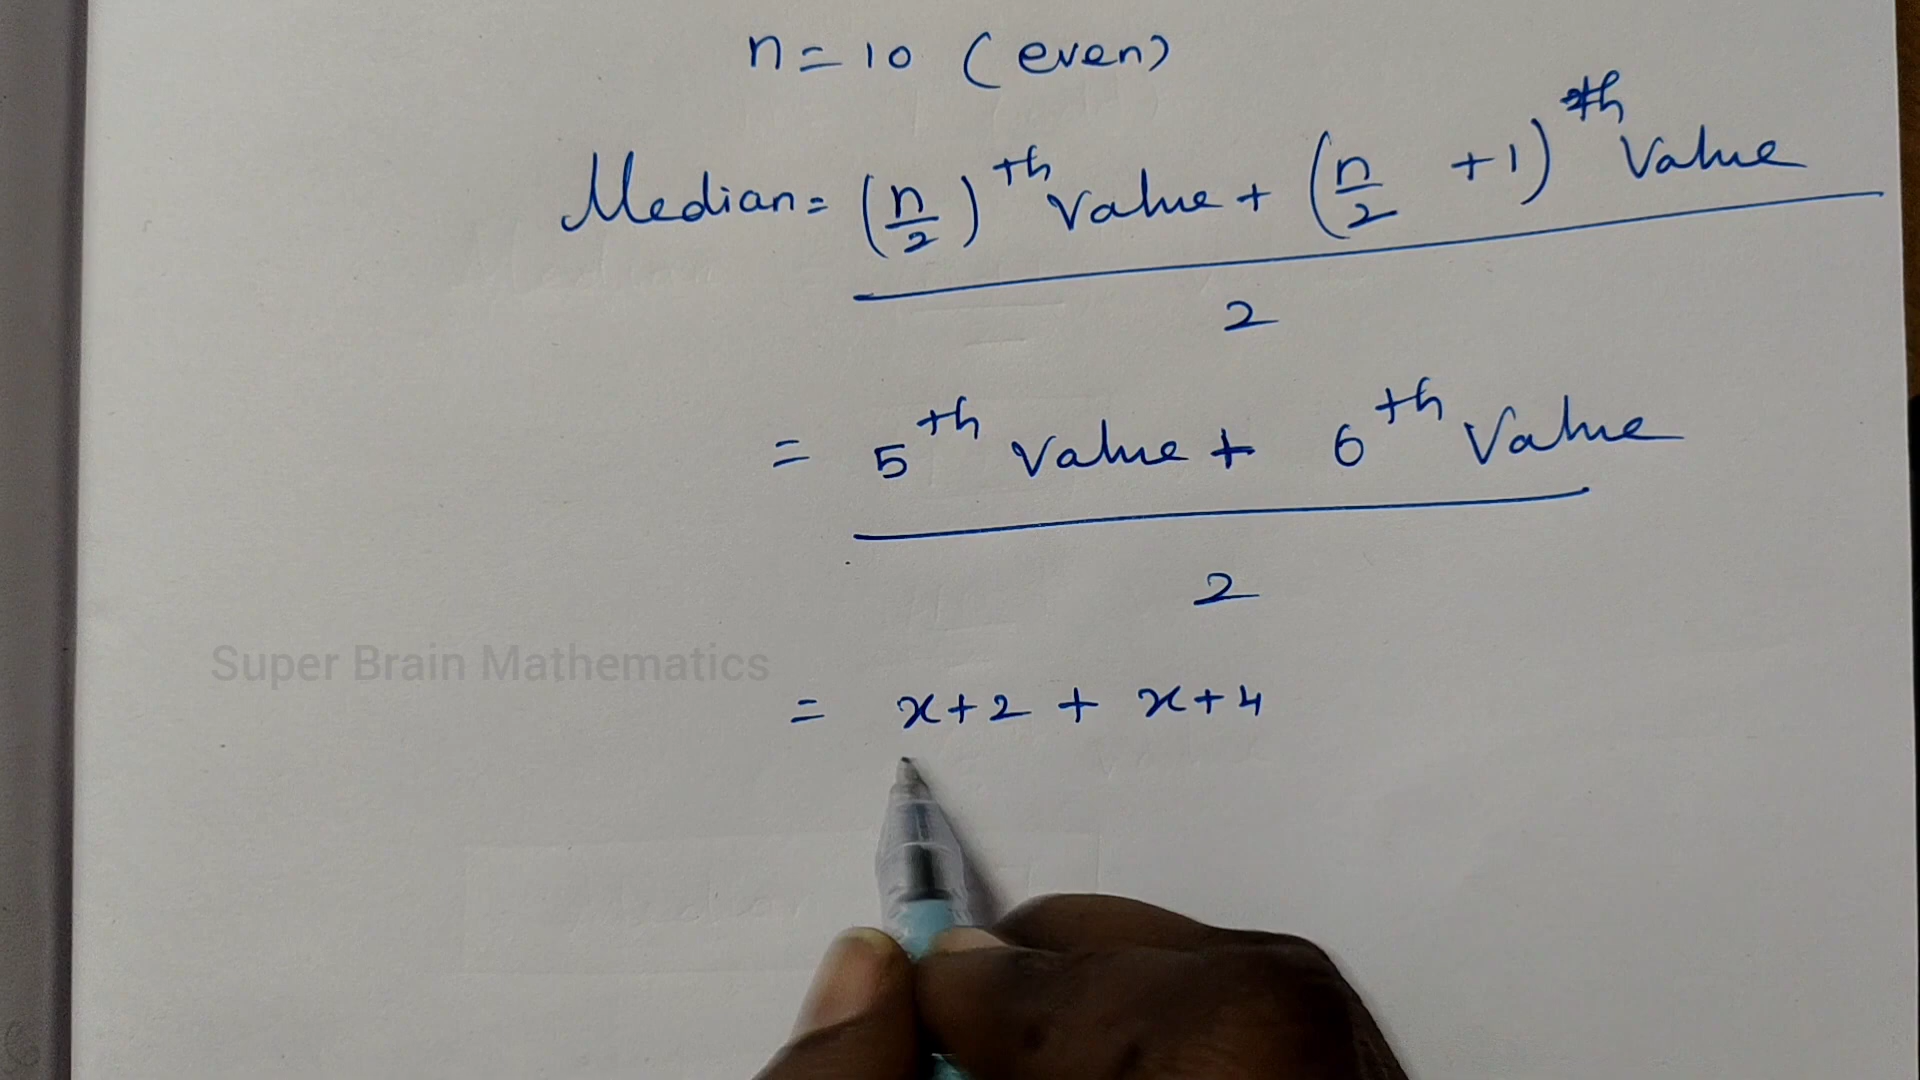 n = 10 (even)
Median = (n/2)th Value + (n/2 + 1)th Value
2
= 5th Value + 6th Value
2
Super Brain Mathematics
= x+2 + x+4